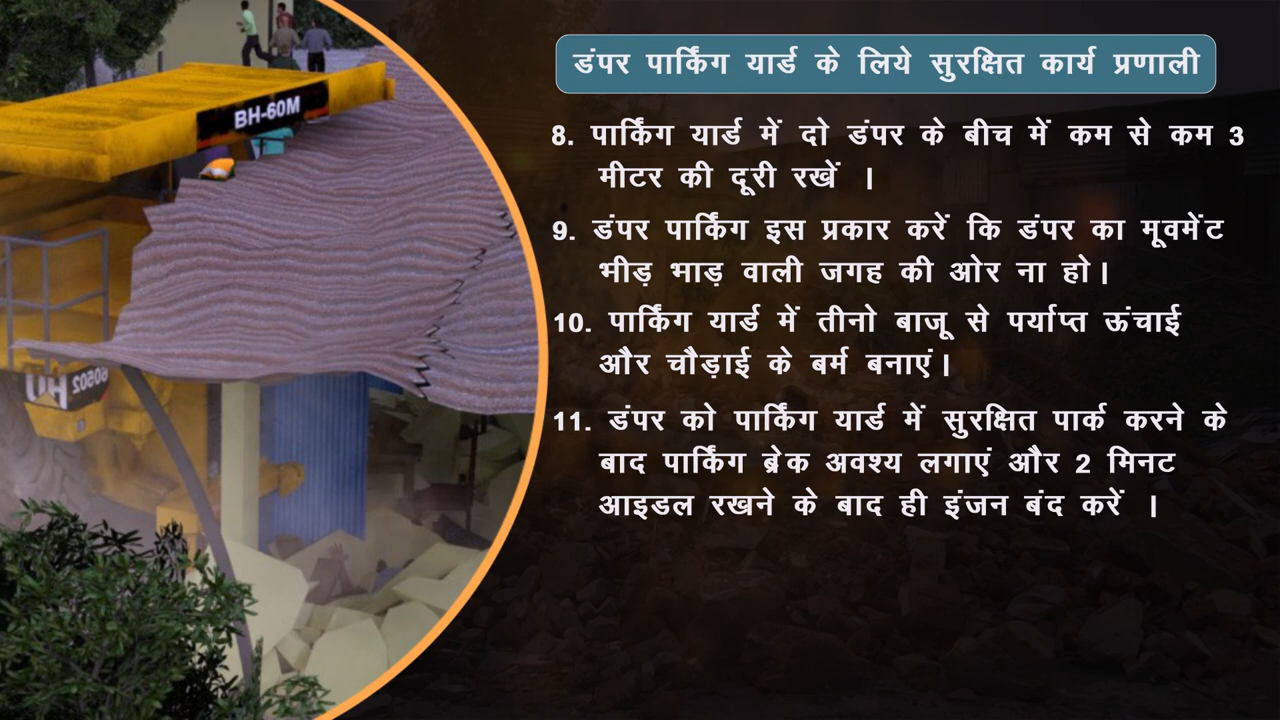 डंपर पार्किंग यार्ड के लिये सुरक्षित कार्य प्रणाली
8. पार्किंग यार्ड में दो डंपर के बीच में कम से कम 3
मीटर की दूरी रखें ।
9. डंपर पार्किंग इस प्रकार करें कि डंपर का मूवमेंट
भीड़ भाड़ वाली जगह की ओर ना हो।
10. पार्किंग यार्ड में तीनो बाजू से पर्याप्त ऊंचाई
और चौड़ाई के बर्म बनाएं।
11. डंपर को पार्किंग यार्ड में सुरक्षित पार्क करने के
बाद पार्किंग ब्रेक अवश्य लगाएं और 2 मिनट
आइडल रखने के बाद ही इंजन बंद करें ।
BH-60M